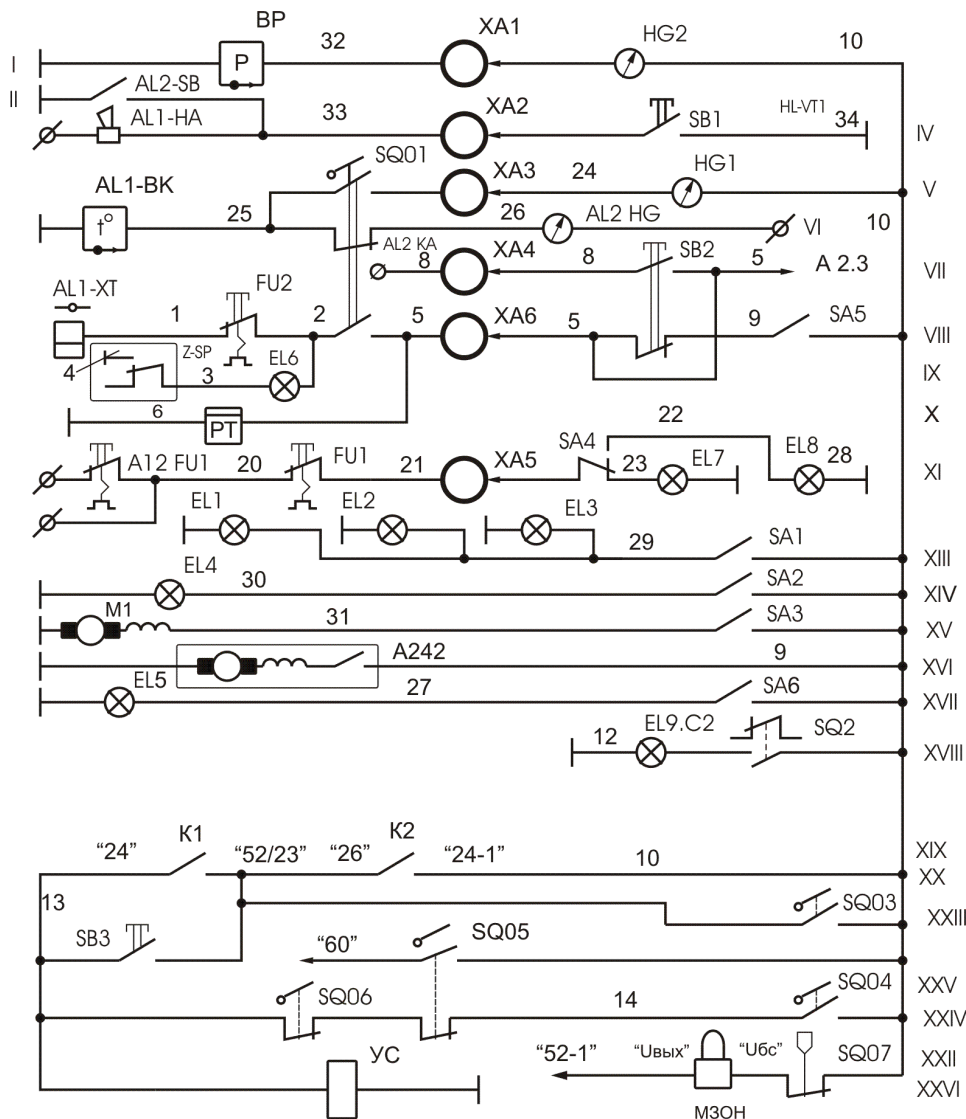 BP 32 XA1 HG2 10
I P
II AL2-SB
AL1-HA 33 XA2 SB1 HL-VT1 34 IV
SQ01 XA3 24 HG1 V
AL1-BK
t° 25 26 AL2 HG VI 10
AL2 KA 8 XA4 8 SB2 5 A 2.3 VII
AL1-XT
1 FU2 2 5 XA6 5 9 SA5 VIII
Z-SP
4 3 EL6 IX
6 PT X
22
A12 FU1 20 FU1 21 XA5 SA4 23 EL7 EL8 28 XI
EL1 EL2 EL3
29 SA1 XIII
EL4 30 SA2 XIV
M1 31 SA3 XV
A242 9 XVI
EL5 27 SA6 XVII
12 EL9.C2 SQ2 XVIII
К1 К2 XIX
“24” “52/23” “26” “24-1” 10 XX
13 SQ03 XXIII
SB3 “60” SQ05
SQ06 14 SQ04 XXV
XXIV
УС “52-1” “Uвых” “Uбс” SQ07 XXII
XXVI
МЗОН